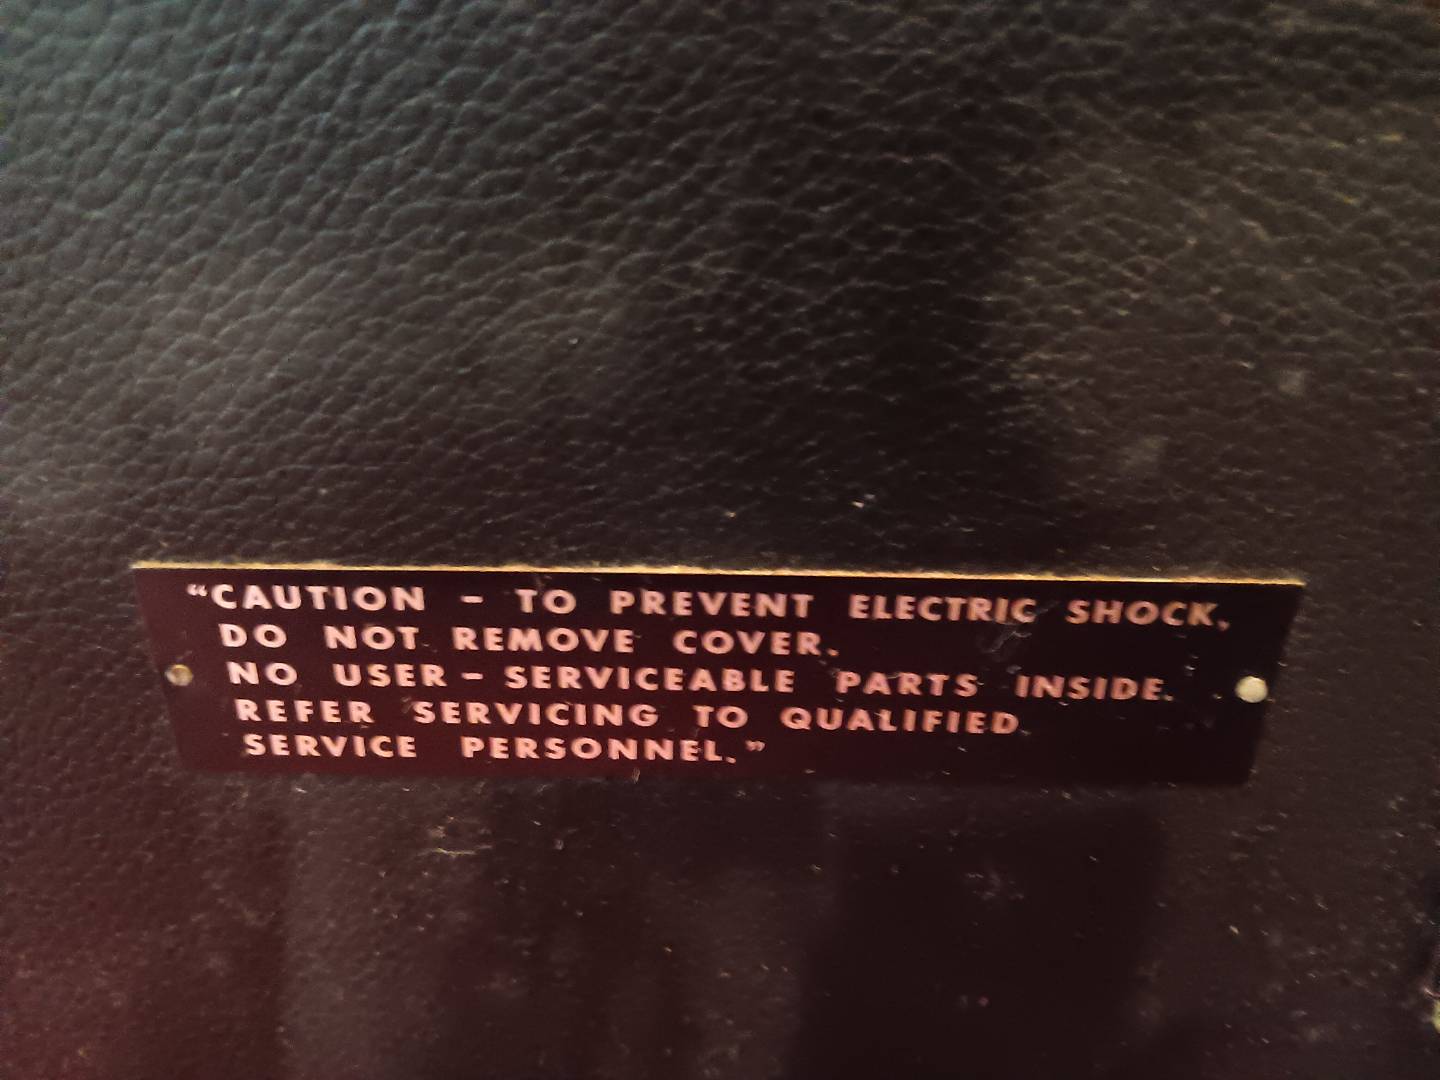 “CAUTION – TO PREVENT ELECTRIC SHOCK,
DO NOT REMOVE COVER.
NO USER – SERVICEABLE PARTS INSIDE.
REFER SERVICING TO QUALIFIED
SERVICE PERSONNEL.”